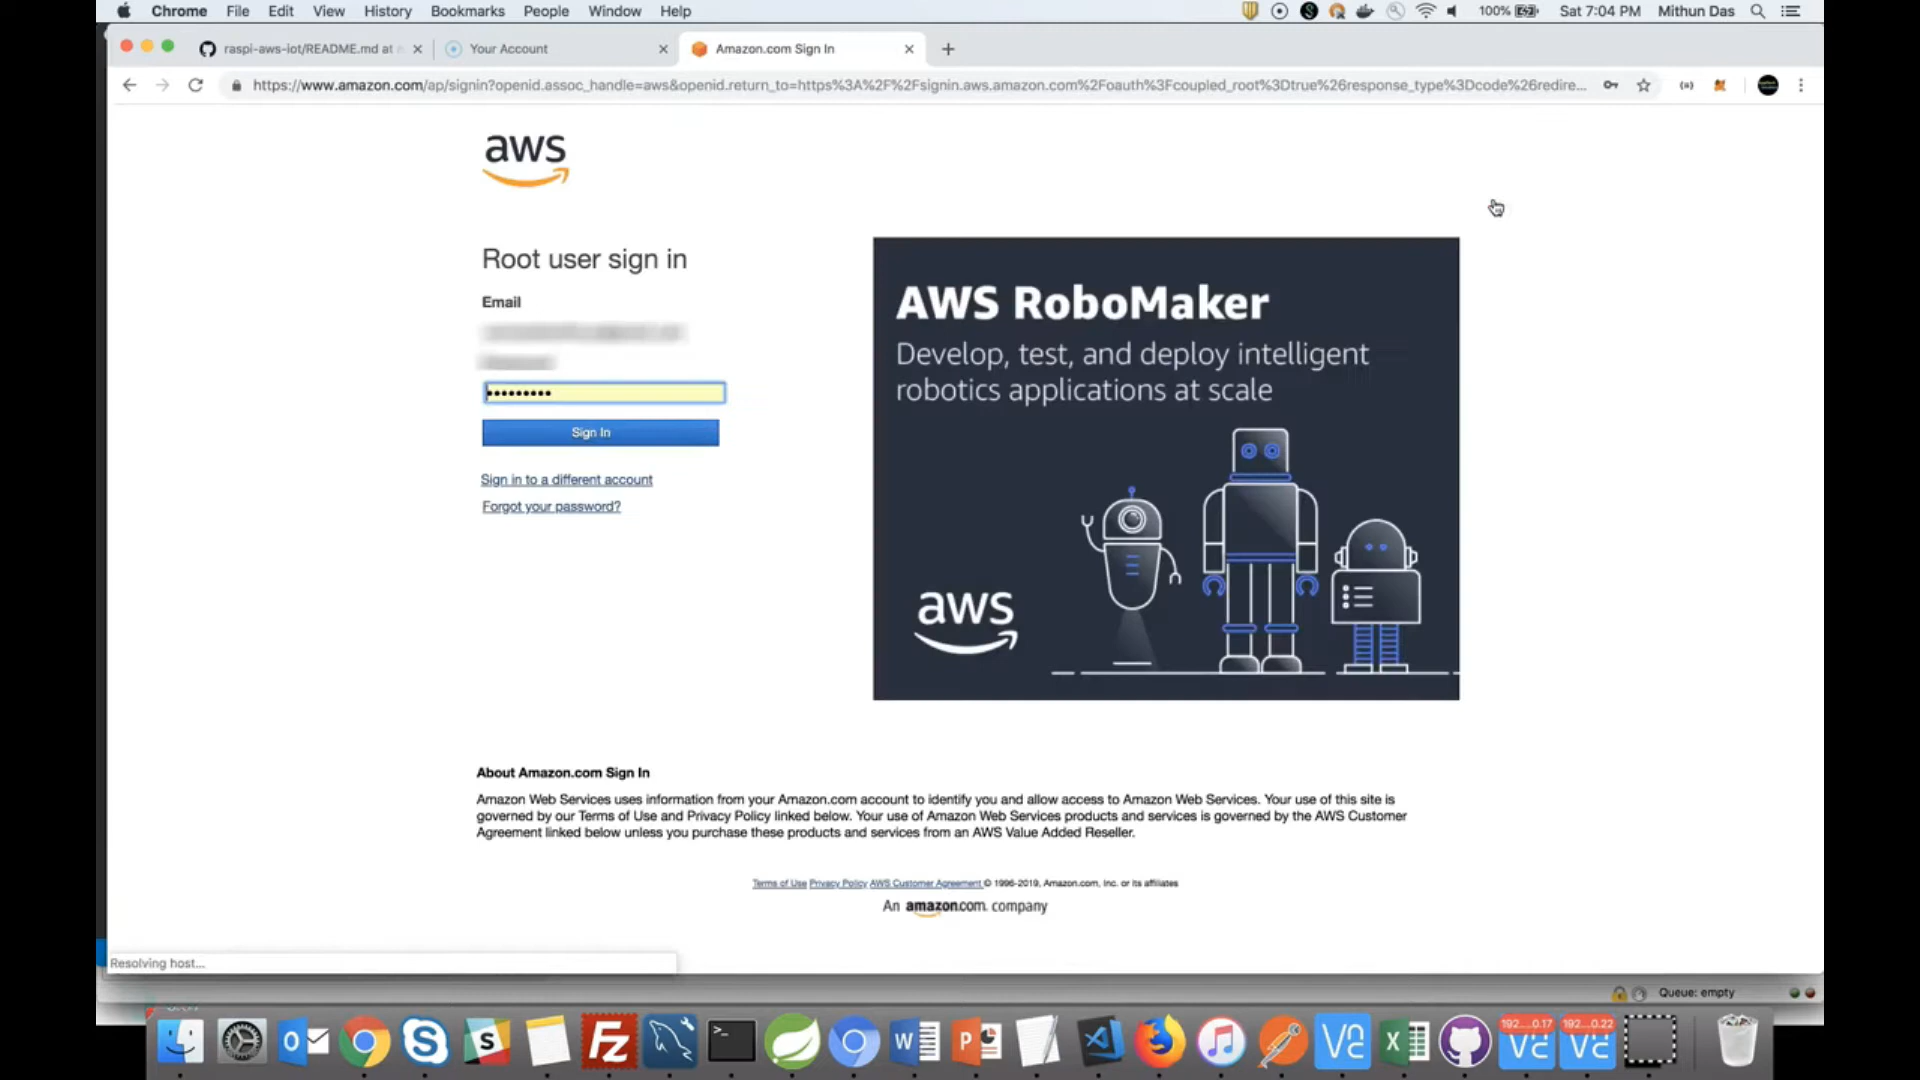 Chrome File Edit View History Bookmarks People Window Help 100% Sat 7:04 PM Mithun Das
raspi-aws-iot/README.md at Your Account Amazon.com Sign In
https://www.amazon.com/ap/signin?openid.assoc_handle=aws&openid.return_to=https%3A%2F%2Fsignin.aws.amazon.com%2Foauth%3Fcoupled_root%3Dtrue%26response_type%3Dcode%26redire...
aws
Root user sign in
Email
Sign In
Sign in to a different account
Forgot your password?
AWS RoboMaker
Develop, test, and deploy intelligent
robotics applications at scale
aws
About Amazon.com Sign In
Amazon Web Services uses information from your Amazon.com account to identify you and allow access to Amazon Web Services. Your use of this site is
governed by our Terms of Use and Privacy Policy linked below. Your use of Amazon Web Services products and services is governed by the AWS Customer
Agreement linked below unless you purchase these products and services from an AWS Value Added Reseller.
Terms of Use Privacy Policy AWS Customer Agreement © 1996-2019, Amazon.com, Inc. or its affiliates
An amazon.com. company
Resolving host...
Queue: empty
192....0.17 192....0.22